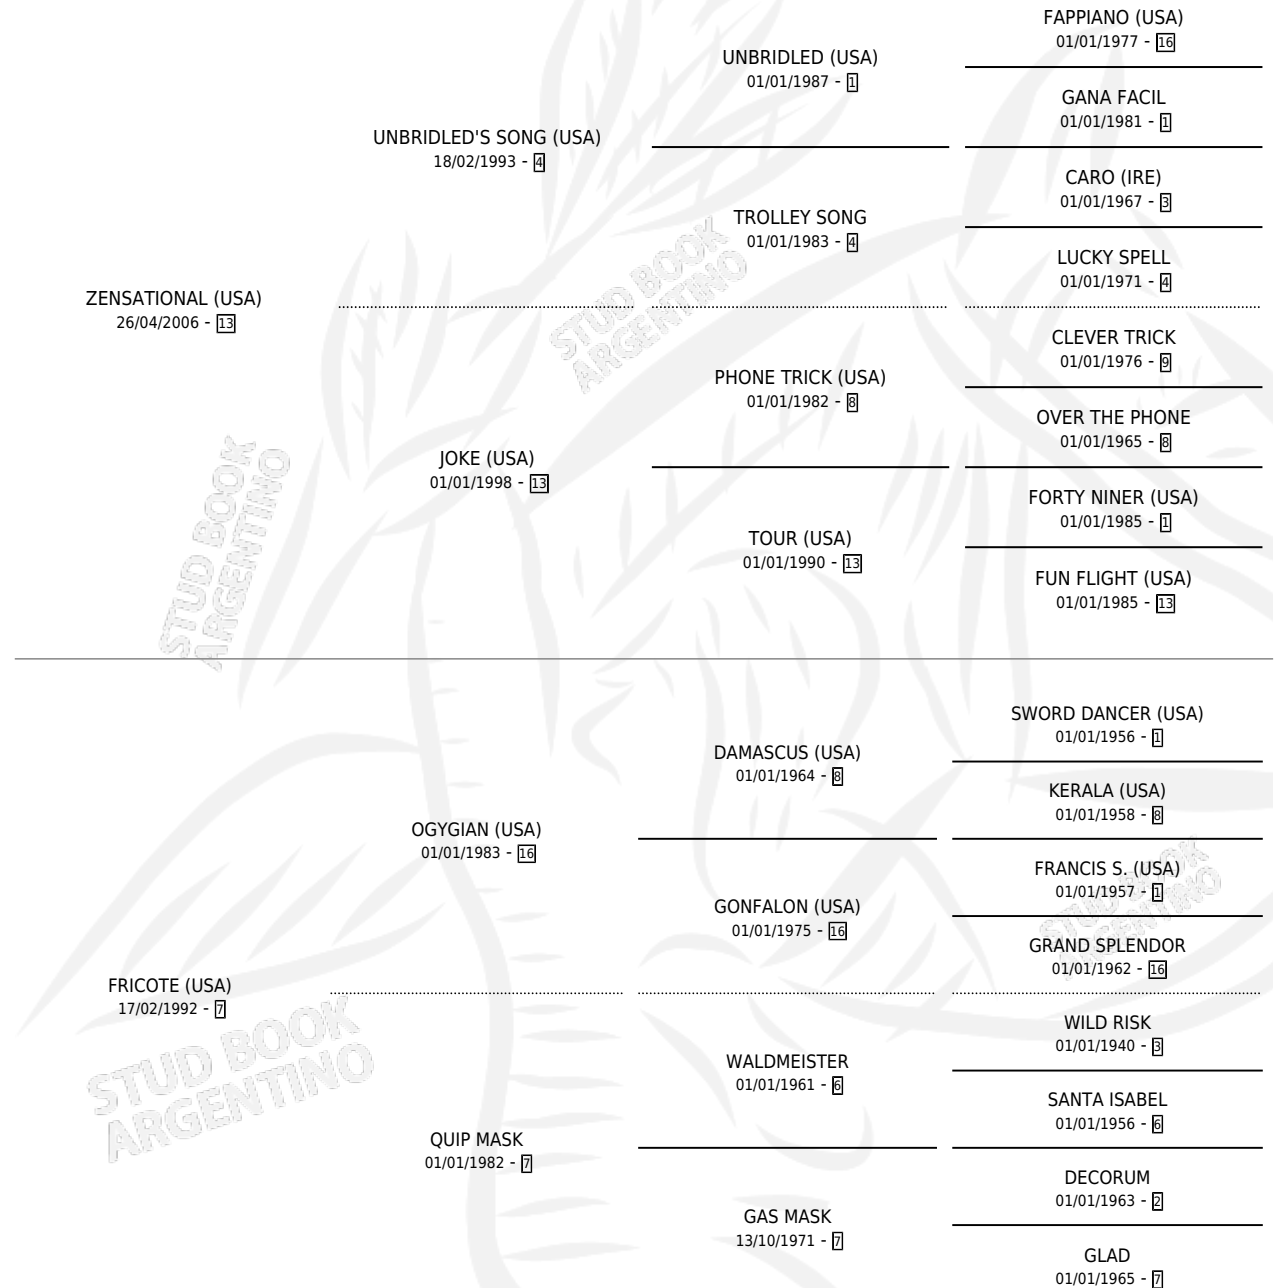 FAPPIANO (USA)
01/01/1977 - 16
UNBRIDLED (USA)
01/01/1987 - 1
GANA FACIL
01/01/1981 - 1
UNBRIDLED'S SONG (USA)
18/02/1993 - 4
CARO (IRE)
01/01/1967 - 3
TROLLEY SONG
01/01/1983 - 4
LUCKY SPELL
01/01/1971 - 4
ZENSATIONAL (USA)
26/04/2006 - 13
CLEVER TRICK
01/01/1976 - 9
PHONE TRICK (USA)
01/01/1982 - 8
OVER THE PHONE
01/01/1965 - 8
JOKE (USA)
01/01/1998 - 13
FORTY NINER (USA)
01/01/1985 - 1
TOUR (USA)
01/01/1990 - 13
FUN FLIGHT (USA)
01/01/1985 - 13
SWORD DANCER (USA)
01/01/1956 - 1
DAMASCUS (USA)
01/01/1964 - 8
KERALA (USA)
01/01/1958 - 8
OGYGIAN (USA)
01/01/1983 - 16
FRANCIS S. (USA)
01/01/1957 - 1
GONFALON (USA)
01/01/1975 - 16
GRAND SPLENDOR
01/01/1962 - 16
FRICOTE (USA)
17/02/1992 - 7
WILD RISK
01/01/1940 - 3
WALDMEISTER
01/01/1961 - 6
SANTA ISABEL
01/01/1956 - 6
QUIP MASK
01/01/1982 - 7
DECORUM
01/01/1963 - 2
GAS MASK
13/10/1971 - 7
GLAD
01/01/1965 - 7
STUD BOOK
ARGENTINO
STUD BOOK
ARGENTINO
STUD BOOK
ARGENTINO
STUD BOOK
ARGENTINO